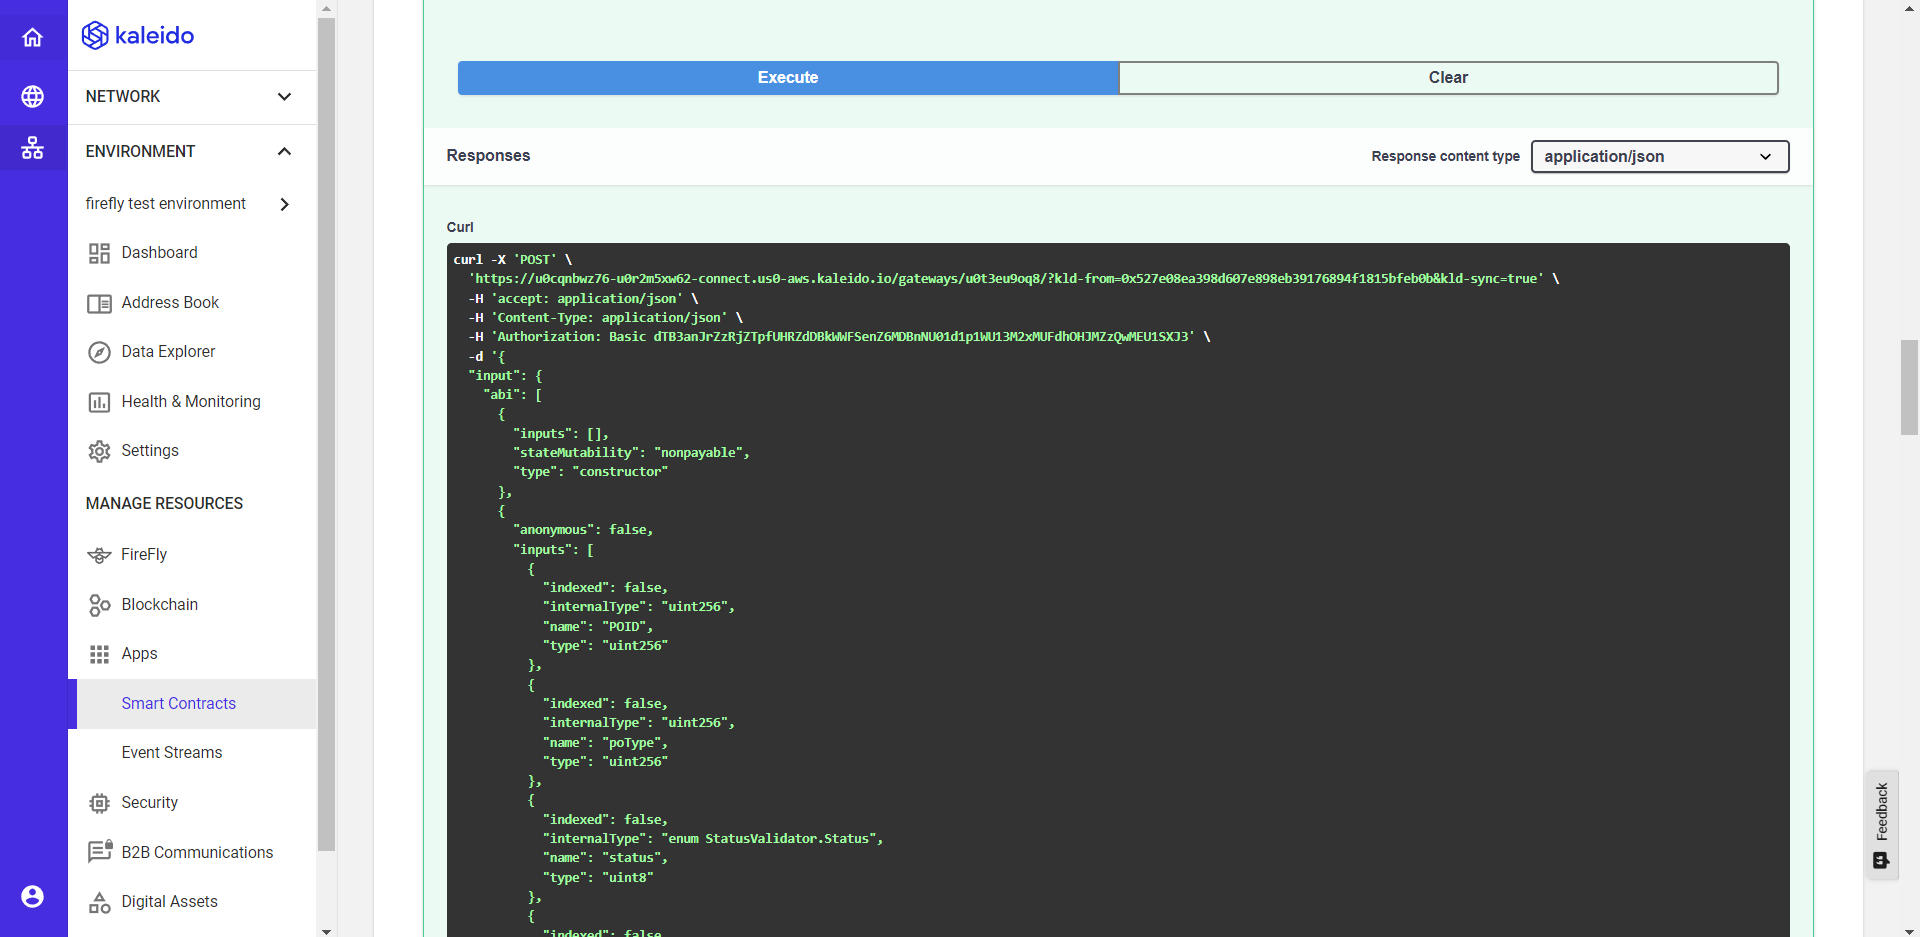 kaleido
NETWORK
ENVIRONMENT
firefly test environment
Dashboard
Address Book
Data Explorer
Health & Monitoring
Settings
MANAGE RESOURCES
FireFly
Blockchain
Apps
Smart Contracts
Event Streams
Security
B2B Communications
Digital Assets
Execute
Clear
Responses
Response content type
application/json
Curl
curl -X 'POST' \
'https://u0cqnbwz76-u0r2m5xw62-connect.us0-aws.kaleido.io/gateways/u0t3eu9oq8/?kld-from=0x527e08ea398d607e898eb39176894f1815bfeb0b&kld-sync=true' \
-H 'accept: application/json' \
-H 'Content-Type: application/json' \
-H 'Authorization: Basic dTB3anJrZzRjZTpfUHRZdDBkWWFSenZ6MDBnNU01d1p1WU13M2xMUFdhOHJMZzQwMEU1SXJ3' \
-d '{
"input": {
"abi": [
{
"inputs": [],
"stateMutability": "nonpayable",
"type": "constructor"
},
{
"anonymous": false,
"inputs": [
{
"indexed": false,
"internalType": "uint256",
"name": "POID",
"type": "uint256"
},
{
"indexed": false,
"internalType": "uint256",
"name": "poType",
"type": "uint256"
},
{
"indexed": false,
"internalType": "enum StatusValidator.Status",
"name": "status",
"type": "uint8"
},
{
"indexed": false
Feedback